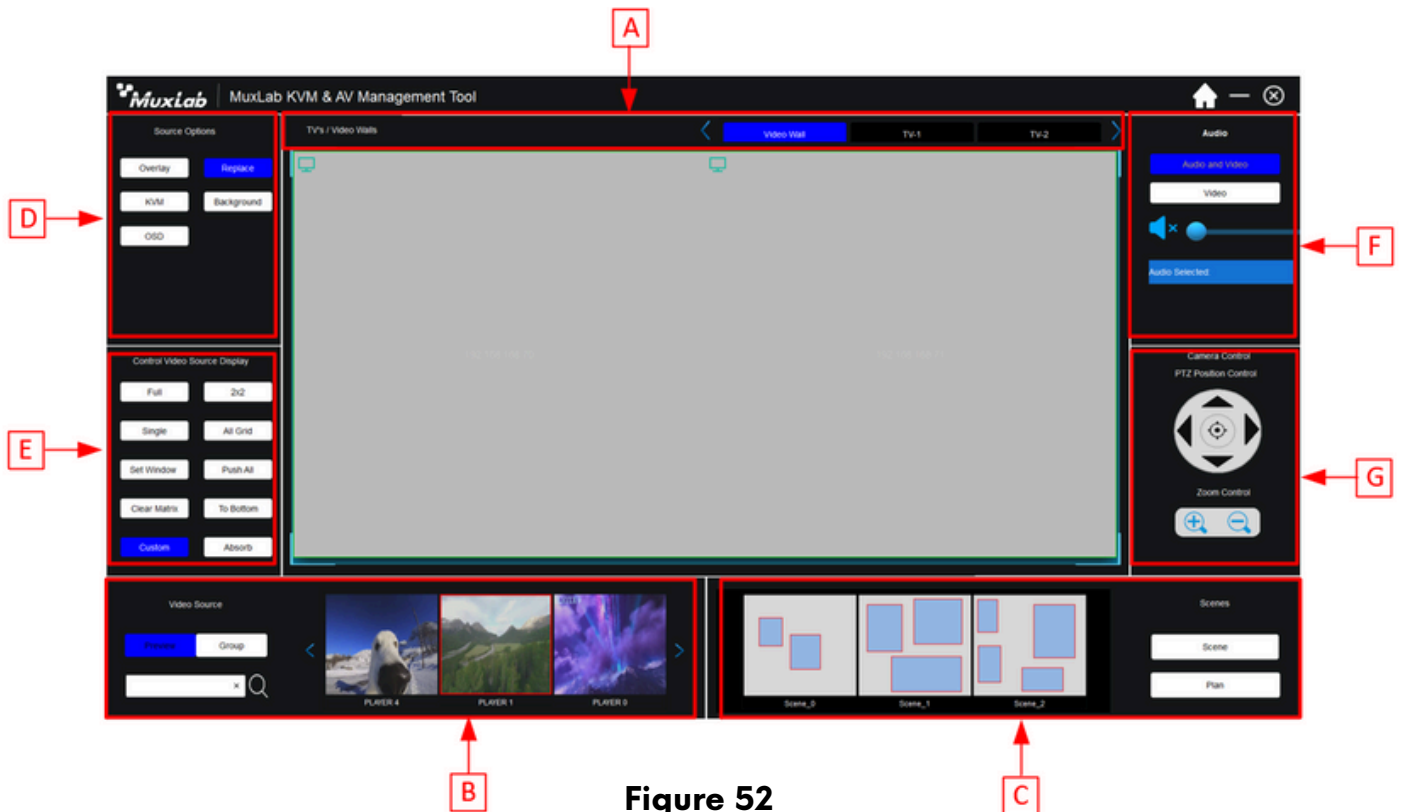 A
MuxLab MuxLab KVM & AV Management Tool
Source Options
Overlay Replace
KVM Background
OSD
D
TV's / Video Walls Video Wall TV-1 TV-2
Audio
Audio and Video
Video
Audio Selected
F
Control Video Source Display
Full 2x2
Single All Grid
Set Window Push All
Clear Matrix To Bottom
Custom Absorb
E
Camera Control
PTZ Position Control
Zoom Control
G
Video Source
Preview Group
PLAYER 4 PLAYER 1 PLAYER 0
Scene_0 Scene_1 Scene_2
Scenes
Scene
Plan
B
C
Figure 52